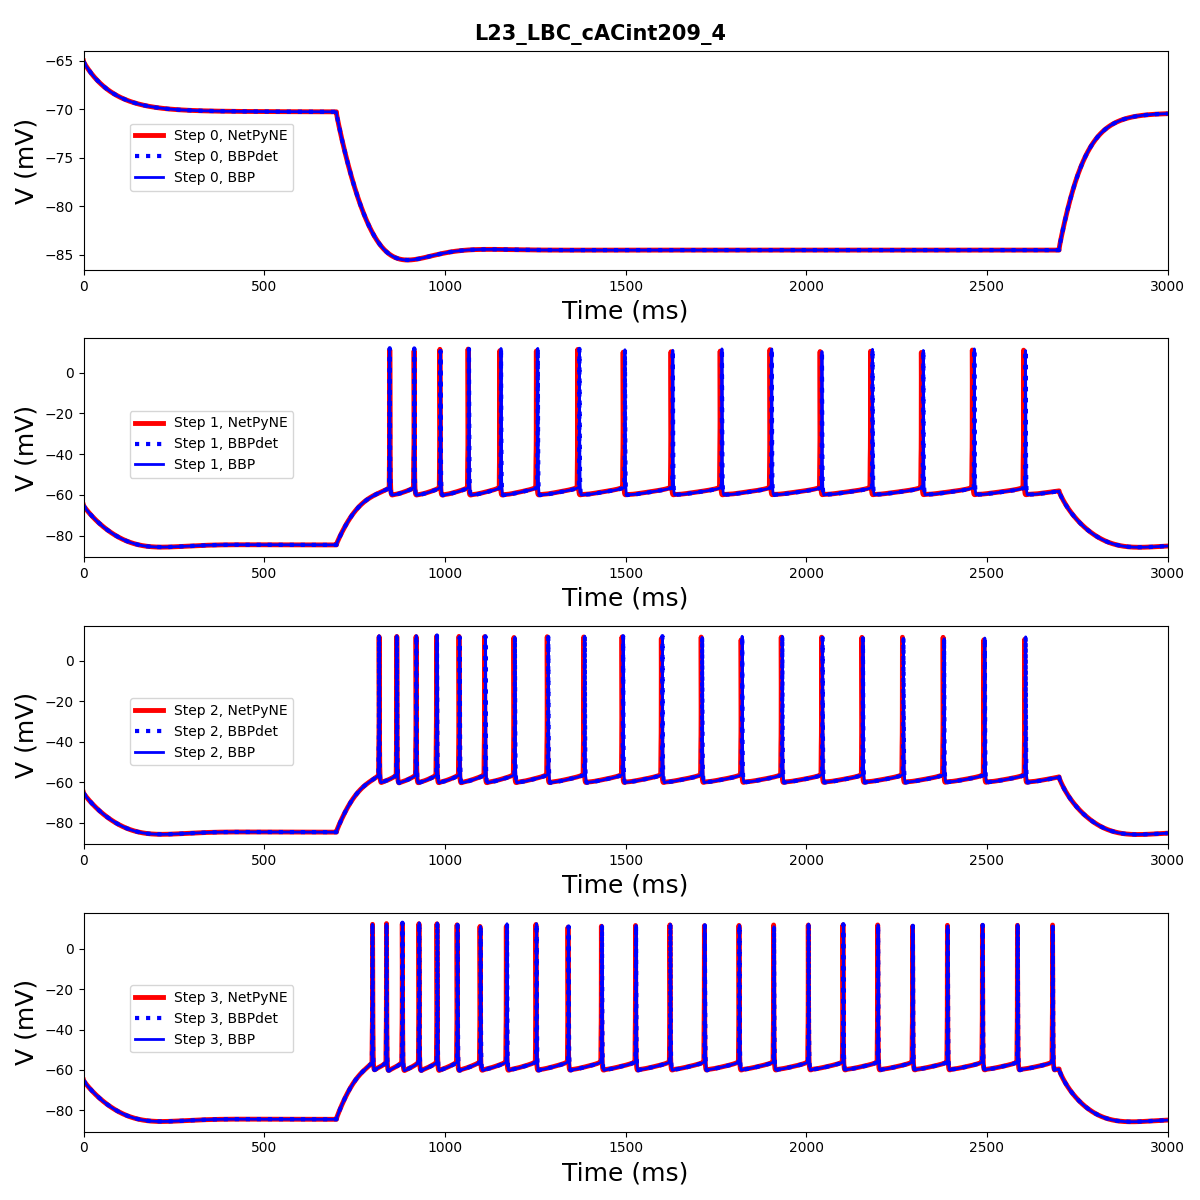 L23_LBC_cACint209_4
−65
−70
−75
−80
−85
V (mV)
Step 0, NetPyNE
Step 0, BBPdet
Step 0, BBP
0 500 1000 1500 2000 2500 3000
Time (ms)
0
−20
−40
−60
−80
V (mV)
Step 1, NetPyNE
Step 1, BBPdet
Step 1, BBP
0 500 1000 1500 2000 2500 3000
Time (ms)
0
−20
−40
−60
−80
V (mV)
Step 2, NetPyNE
Step 2, BBPdet
Step 2, BBP
0 500 1000 1500 2000 2500 3000
Time (ms)
0
−20
−40
−60
−80
V (mV)
Step 3, NetPyNE
Step 3, BBPdet
Step 3, BBP
0 500 1000 1500 2000 2500 3000
Time (ms)